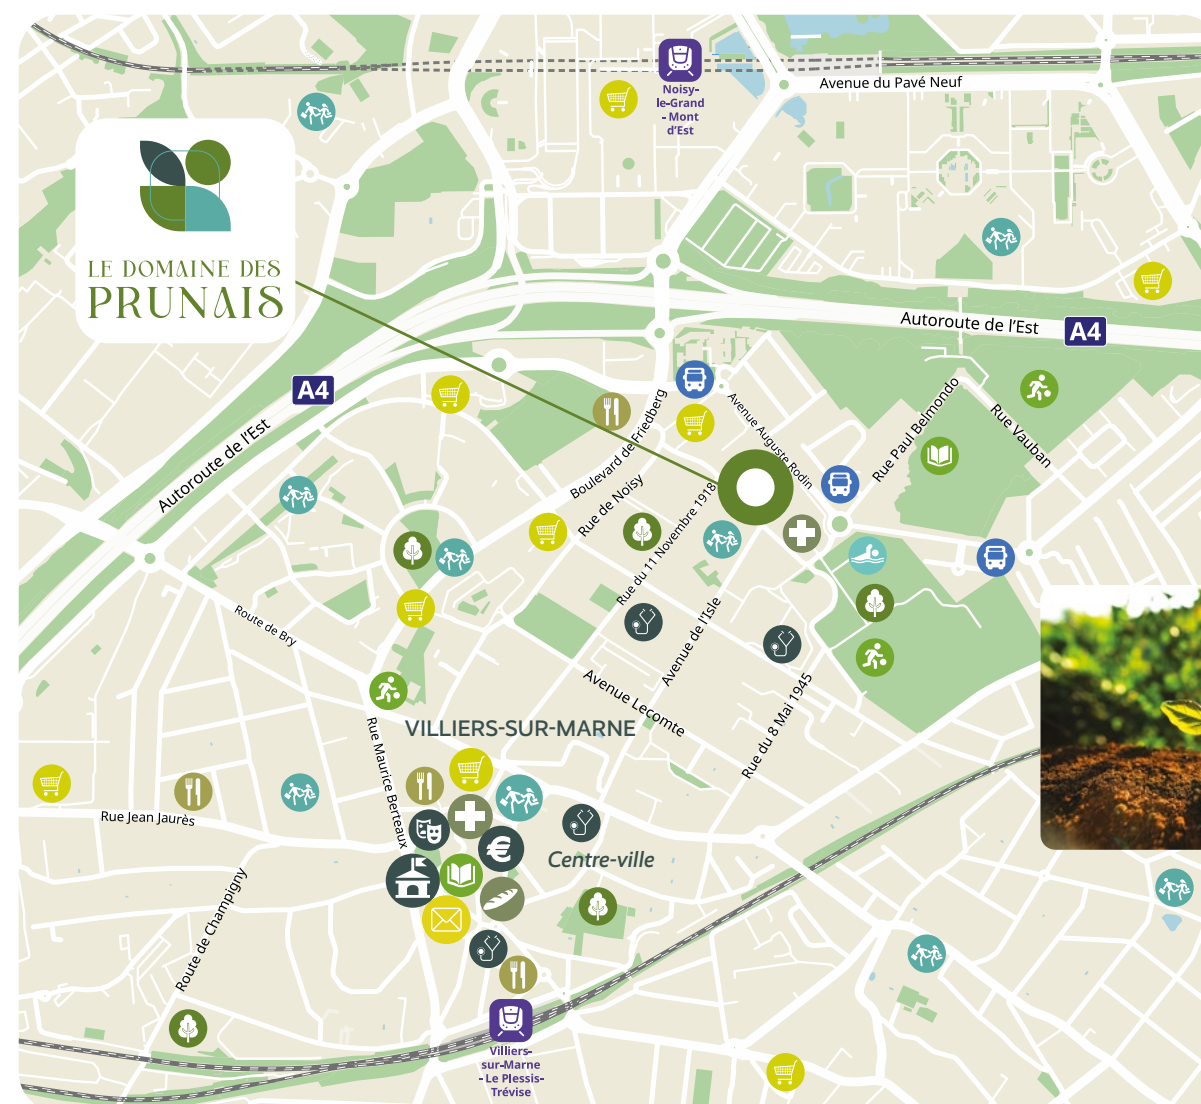 Noisy-
le-Grand
- Mont
d’Est
Avenue du Pavé Neuf
LE DOMAINE DES
PRUNAIS
Autoroute de l’Est
A4
A4
Autoroute de l’Est
Boulevard de Friedberg
Avenue Auguste Rodin
Rue Paul Belmondo
Rue Vauban
Rue de Noisy
Rue du 11 Novembre 1918
Route de Bry
Avenue de l’Isle
Avenue Lecomte
Rue du 8 Mai 1945
VILLIERS-SUR-MARNE
Rue Maurice Berteaux
Rue Jean Jaurès
€
Centre-ville
Route de Champigny
Villiers-
sur-Marne
- Le Plessis-
Trévise